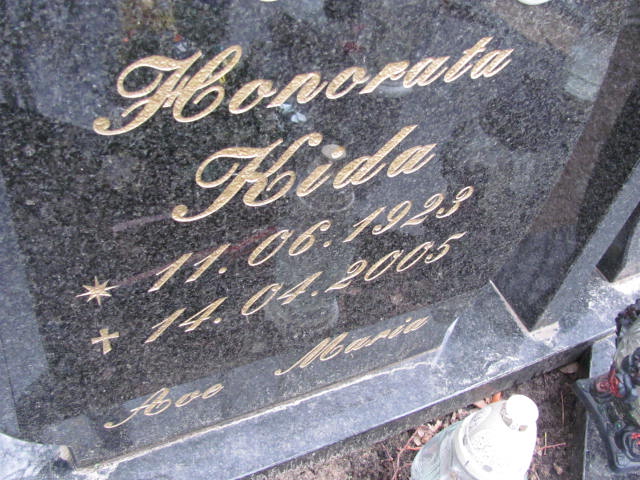 Honorata
Kida
* 11.06.1923
+ 14.04.2005
Ave Maria